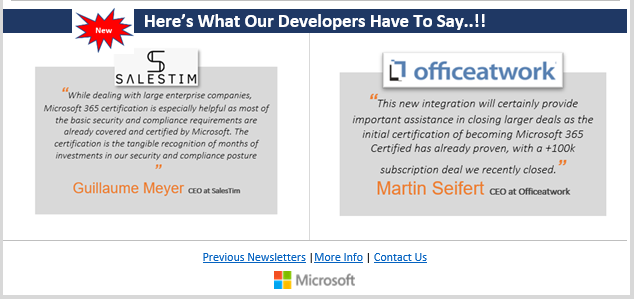 New
Here's What Our Developers Have To Say..!!
SALESTIM
"While dealing with large enterprise companies,
Microsoft 365 certification is especially helpful as most of
the basic security and compliance requirements are
already covered and certified by Microsoft. The
certification is the tangible recognition of months of
investments in our security and compliance posture
"
Guillaume Meyer CEO at SalesTim
officeatwork
"This new integration will certainly provide
important assistance in closing larger deals as the
initial certification of becoming Microsoft 365
Certified has already proven, with a +100k
subscription deal we recently closed."
Martin Seifert CEO at Officeatwork
Previous Newsletters |More Info | Contact Us
Microsoft